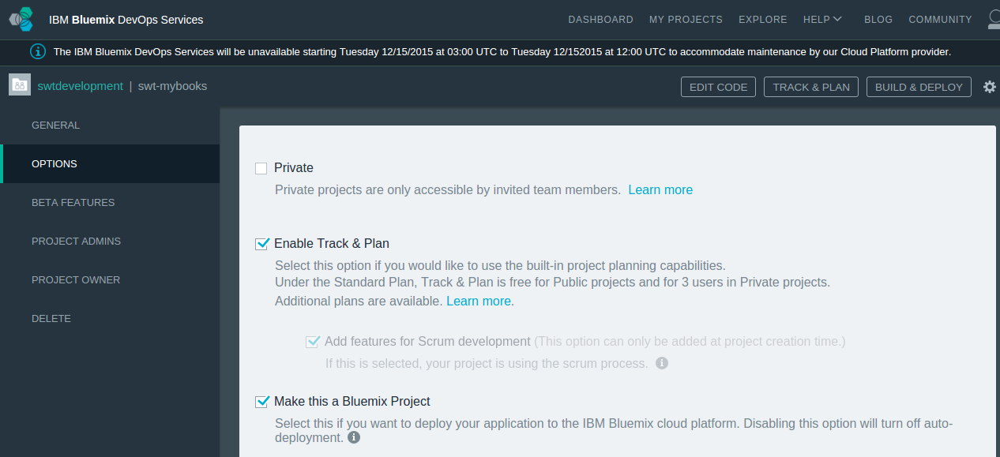 IBM Bluemix DevOps Services
DASHBOARD MY PROJECTS EXPLORE HELP BLOG COMMUNITY
The IBM Bluemix DevOps Services will be unavailable starting Tuesday 12/15/2015 at 03:00 UTC to Tuesday 12/152015 at 12:00 UTC to accommodate maintenance by our Cloud Platform provider.
swtdevelopment | swt-mybooks
EDIT CODE TRACK & PLAN BUILD & DEPLOY
GENERAL
OPTIONS
BETA FEATURES
PROJECT ADMINS
PROJECT OWNER
DELETE
Private
Private projects are only accessible by invited team members. Learn more
Enable Track & Plan
Select this option if you would like to use the built-in project planning capabilities.
Under the Standard Plan, Track & Plan is free for Public projects and for 3 users in Private projects.
Additional plans are available. Learn more.
Add features for Scrum development (This option can only be added at project creation time.)
If this is selected, your project is using the scrum process.
Make this a Bluemix Project
Select this if you want to deploy your application to the IBM Bluemix cloud platform. Disabling this option will turn off auto-
deployment.